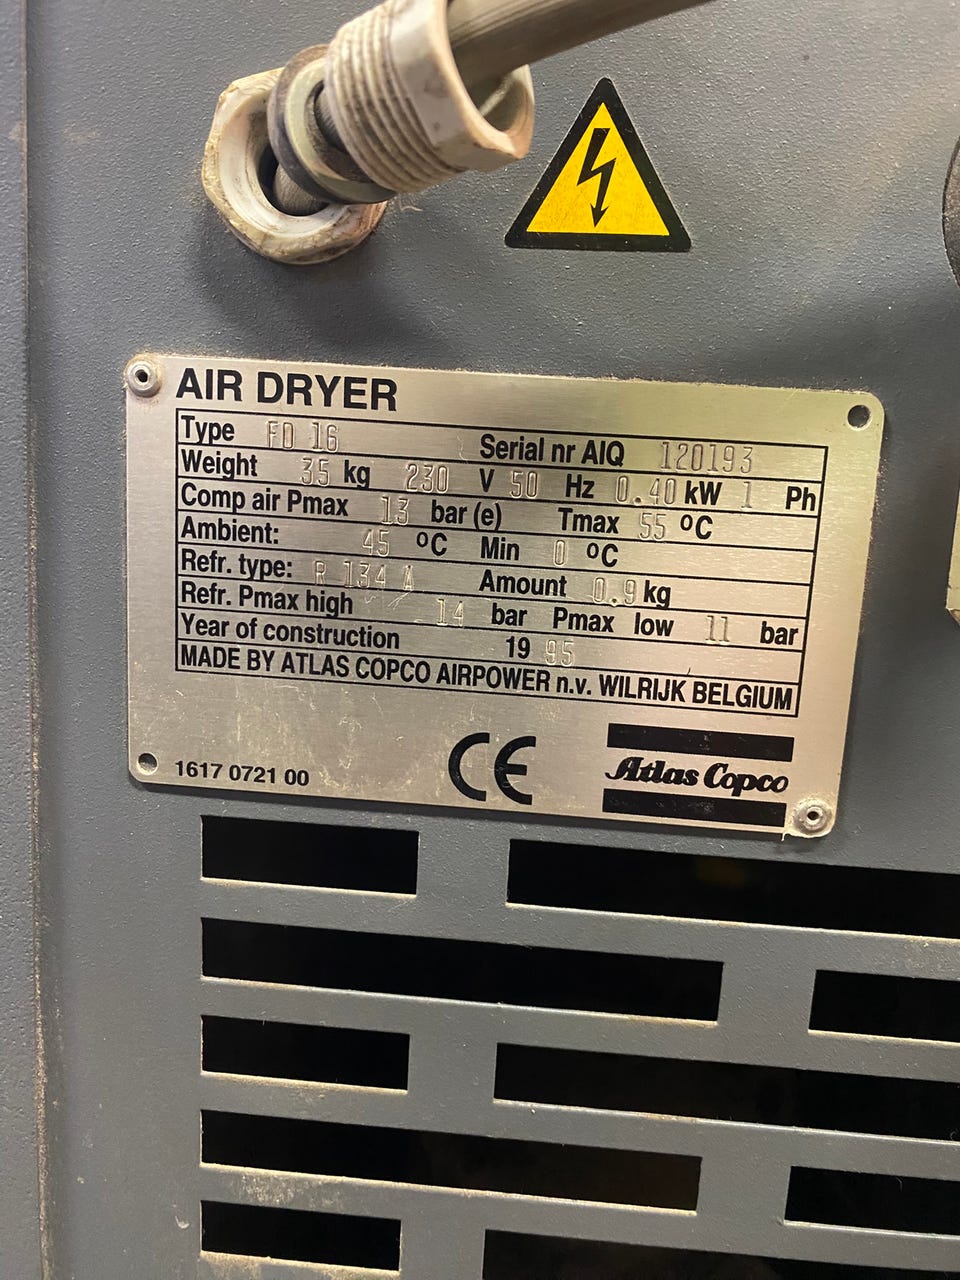 AIR DRYER
Type FD 16 Serial nr AIQ 120193
Weight 35 kg 230 V 50 Hz 0.40 kW 1 Ph
Comp air Pmax 13 bar (e) Tmax 55 °C
Ambient: 45 °C Min 0 °C
Refr. type: R 134 A Amount 0.9 kg
Refr. Pmax high 14 bar Pmax low 11 bar
Year of construction 19 95
MADE BY ATLAS COPCO AIRPOWER n.v. WILRIJK BELGIUM
1617 0721 00 CE Atlas Copco